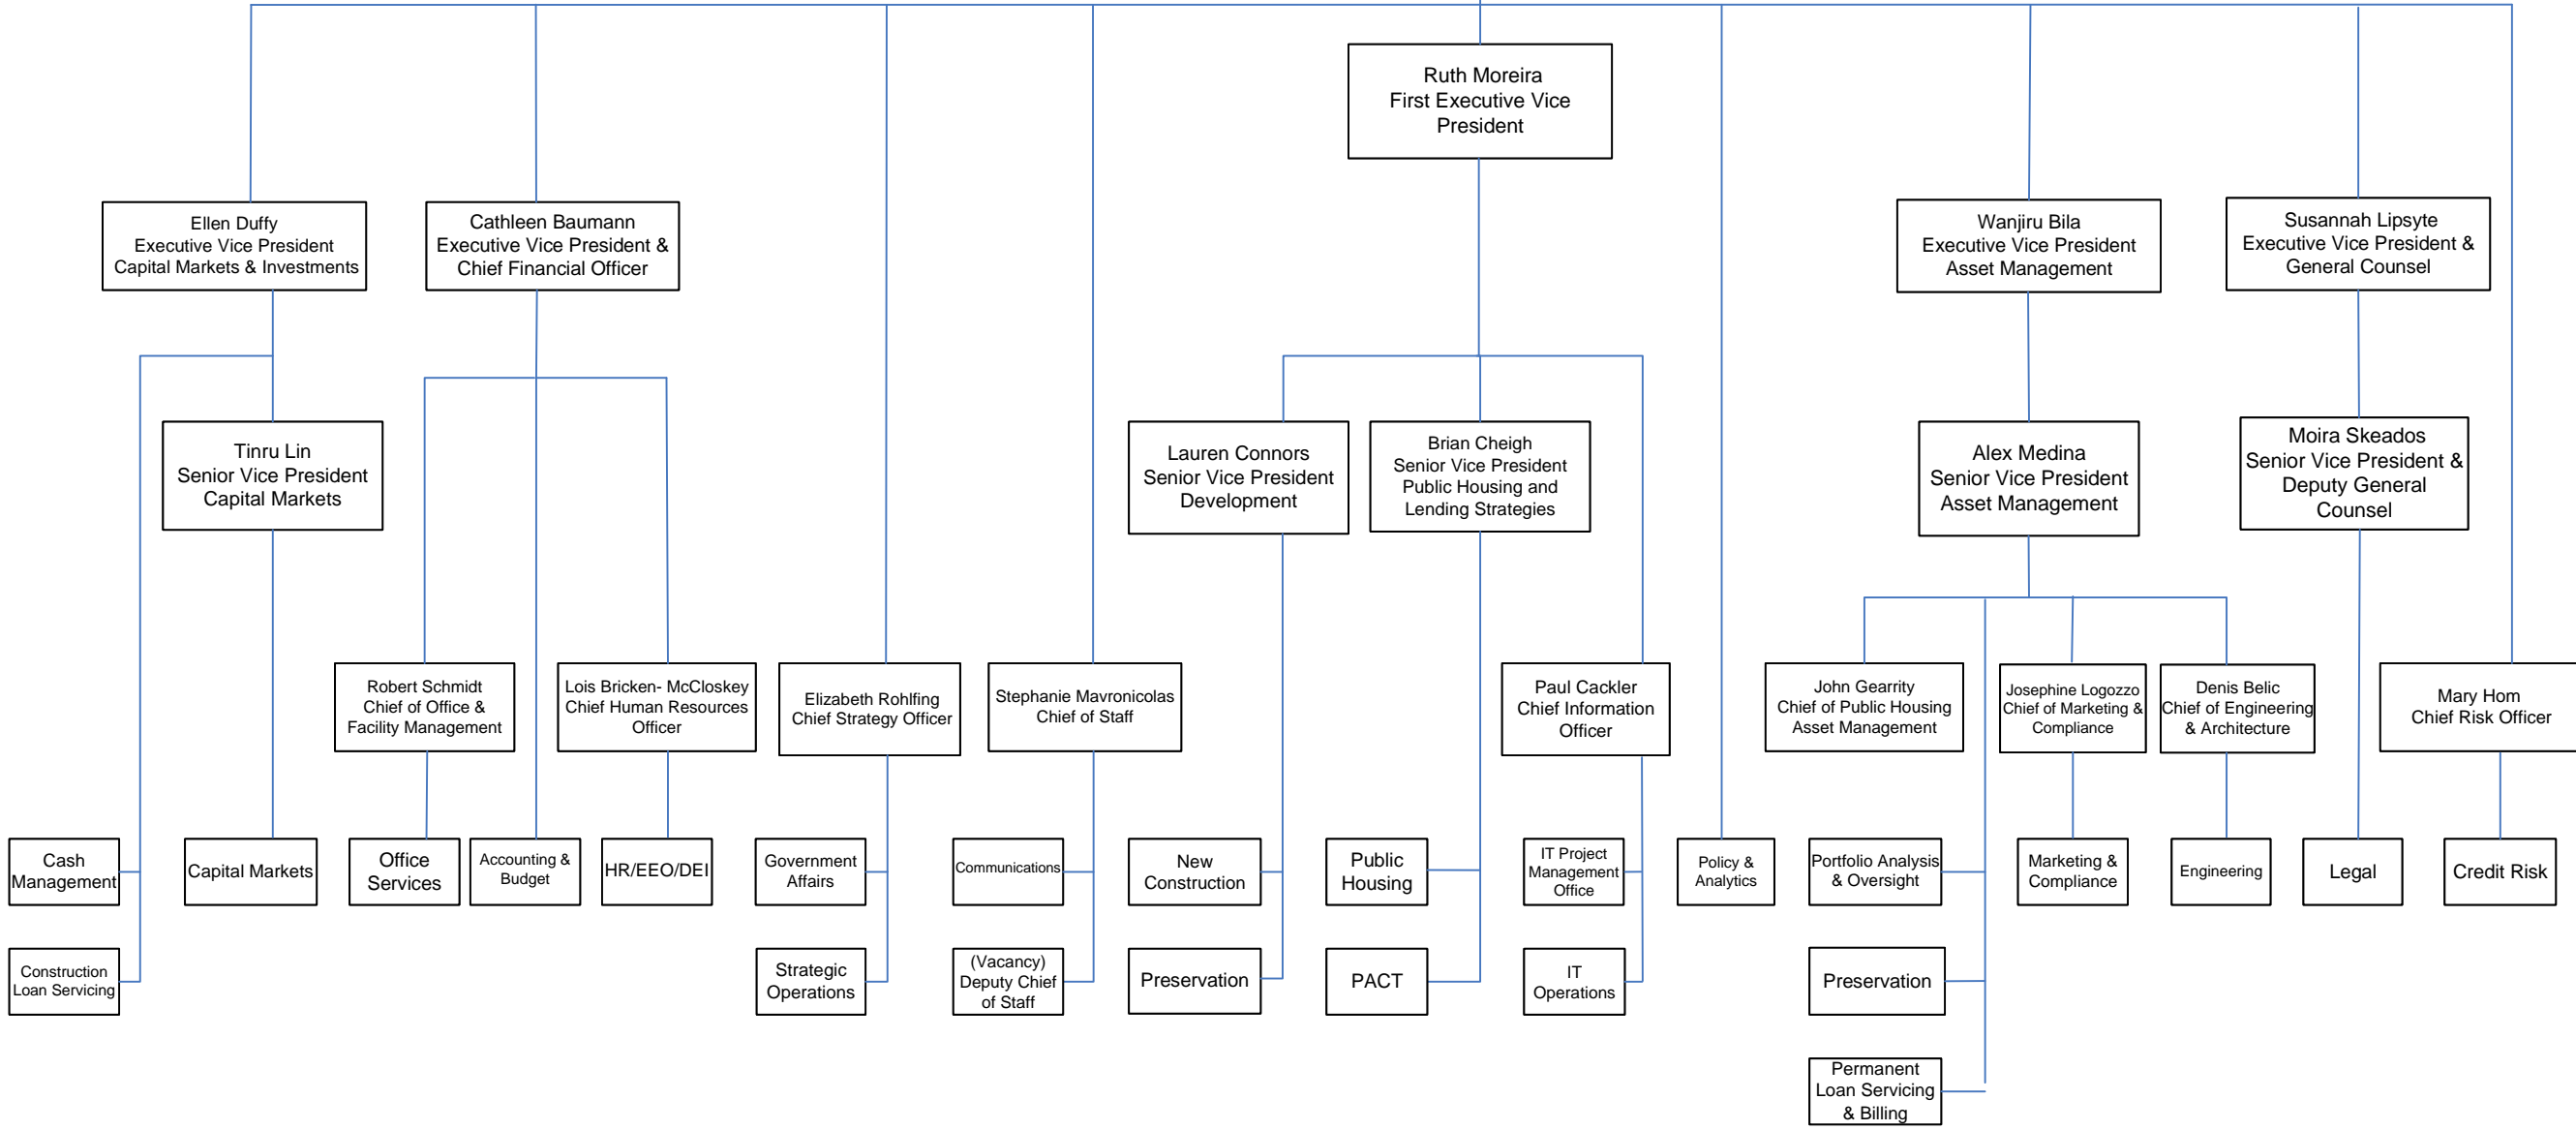 Ruth Moreira
First Executive Vice
President
Ellen Duffy
Executive Vice President
Capital Markets & Investments
Cathleen Baumann
Executive Vice President &
Chief Financial Officer
Wanjiru Bila
Executive Vice President
Asset Management
Susannah Lipsyte
Executive Vice President &
General Counsel
Tinru Lin
Senior Vice President
Capital Markets
Lauren Connors
Senior Vice President
Development
Brian Cheigh
Senior Vice President
Public Housing and
Lending Strategies
Alex Medina
Senior Vice President
Asset Management
Moira Skeados
Senior Vice President &
Deputy General
Counsel
Robert Schmidt
Chief of Office &
Facility Management
Lois Bricken- McCloskey
Chief Human Resources
Officer
Elizabeth Rohlfing
Chief Strategy Officer
Stephanie Mavronicolas
Chief of Staff
Paul Cackler
Chief Information
Officer
John Gearrity
Chief of Public Housing
Asset Management
Josephine Logozzo
Chief of Marketing &
Compliance
Denis Belic
Chief of Engineering
& Architecture
Mary Hom
Chief Risk Officer
Cash
Management
Capital Markets
Office
Services
Accounting &
Budget
HR/EEO/DEI
Government
Affairs
Communications
New
Construction
Public
Housing
IT Project
Management
Office
Policy &
Analytics
Portfolio Analysis
& Oversight
Marketing &
Compliance
Engineering
Legal
Credit Risk
Construction
Loan Servicing
Strategic
Operations
(Vacancy)
Deputy Chief
of Staff
Preservation
PACT
IT
Operations
Preservation
Permanent
Loan Servicing
& Billing